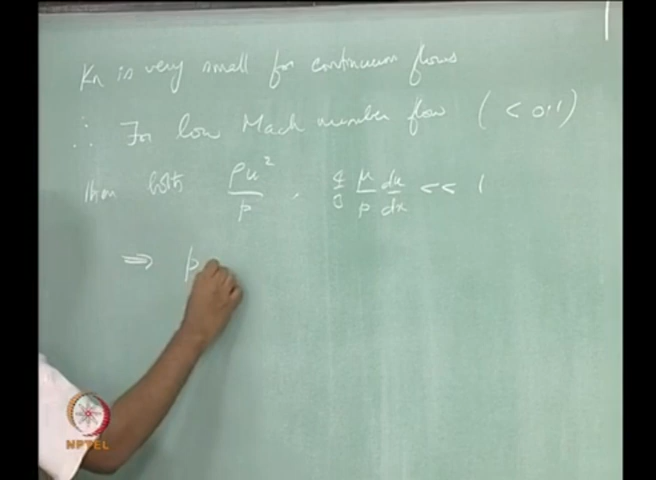 Kn is very small for continuum flows
∴ For low Mach number flow ( < 0.1 )
then both ρu²/p , 4/3 μ/p du/dx << 1
⇒ p
NPTEL